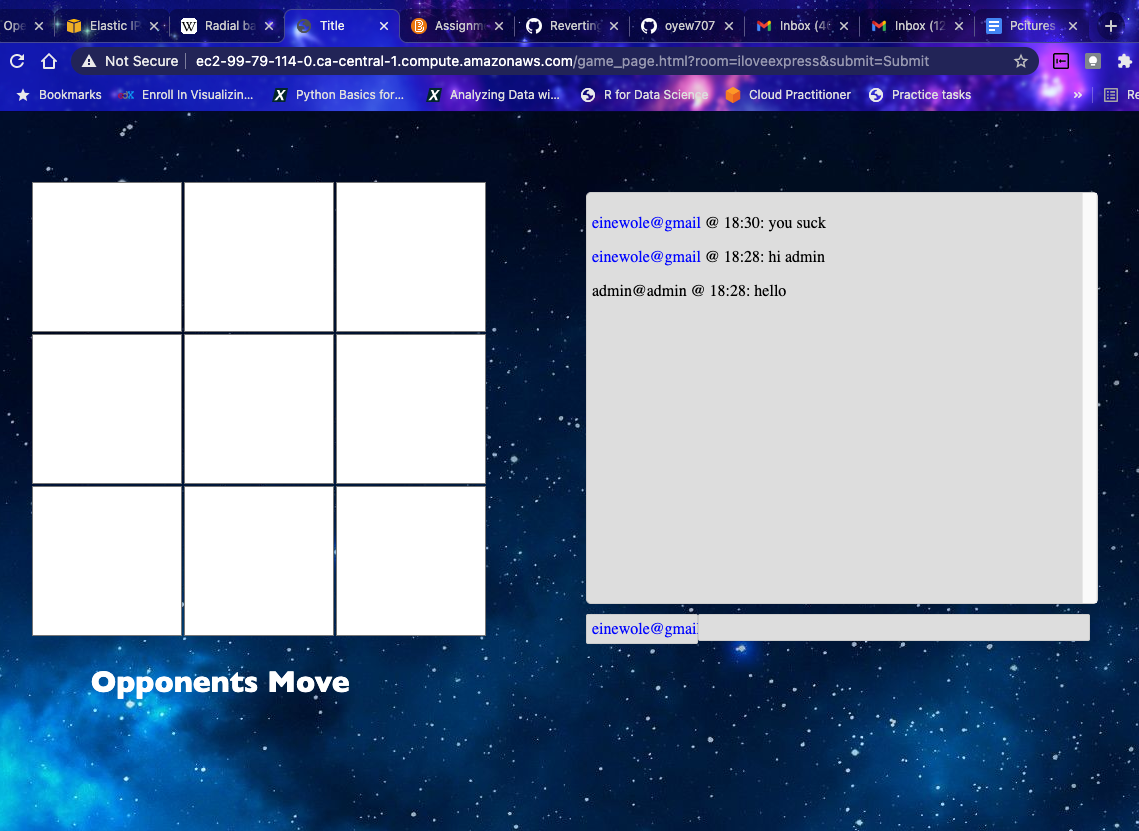 Ope Elastic IF Radial ba Title Assignm Reverting oyew707 Inbox (4 Inbox (12 Pcitures
Not Secure ec2-99-79-114-0.ca-central-1.compute.amazonaws.com/game_page.html?room=iloveexpress&submit=Submit
Bookmarks Enroll In Visualizin... Python Basics for... Analyzing Data wi... R for Data Science Cloud Practitioner Practice tasks » Re
einewole@gmail @ 18:30: you suck
einewole@gmail @ 18:28: hi admin
admin@admin @ 18:28: hello
einewole@gmail
Opponents Move